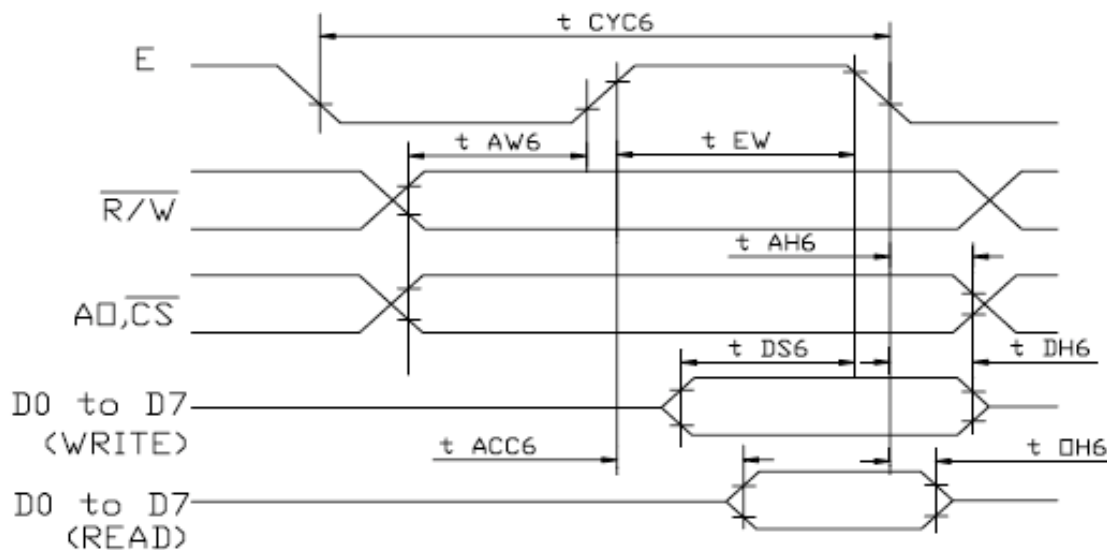 t CYC6
E
t AW6
t EW
R/W
t AH6
A0,CS
t DS6
t DH6
D0 to D7
(WRITE)
t ACC6
t OH6
D0 to D7
(READ)